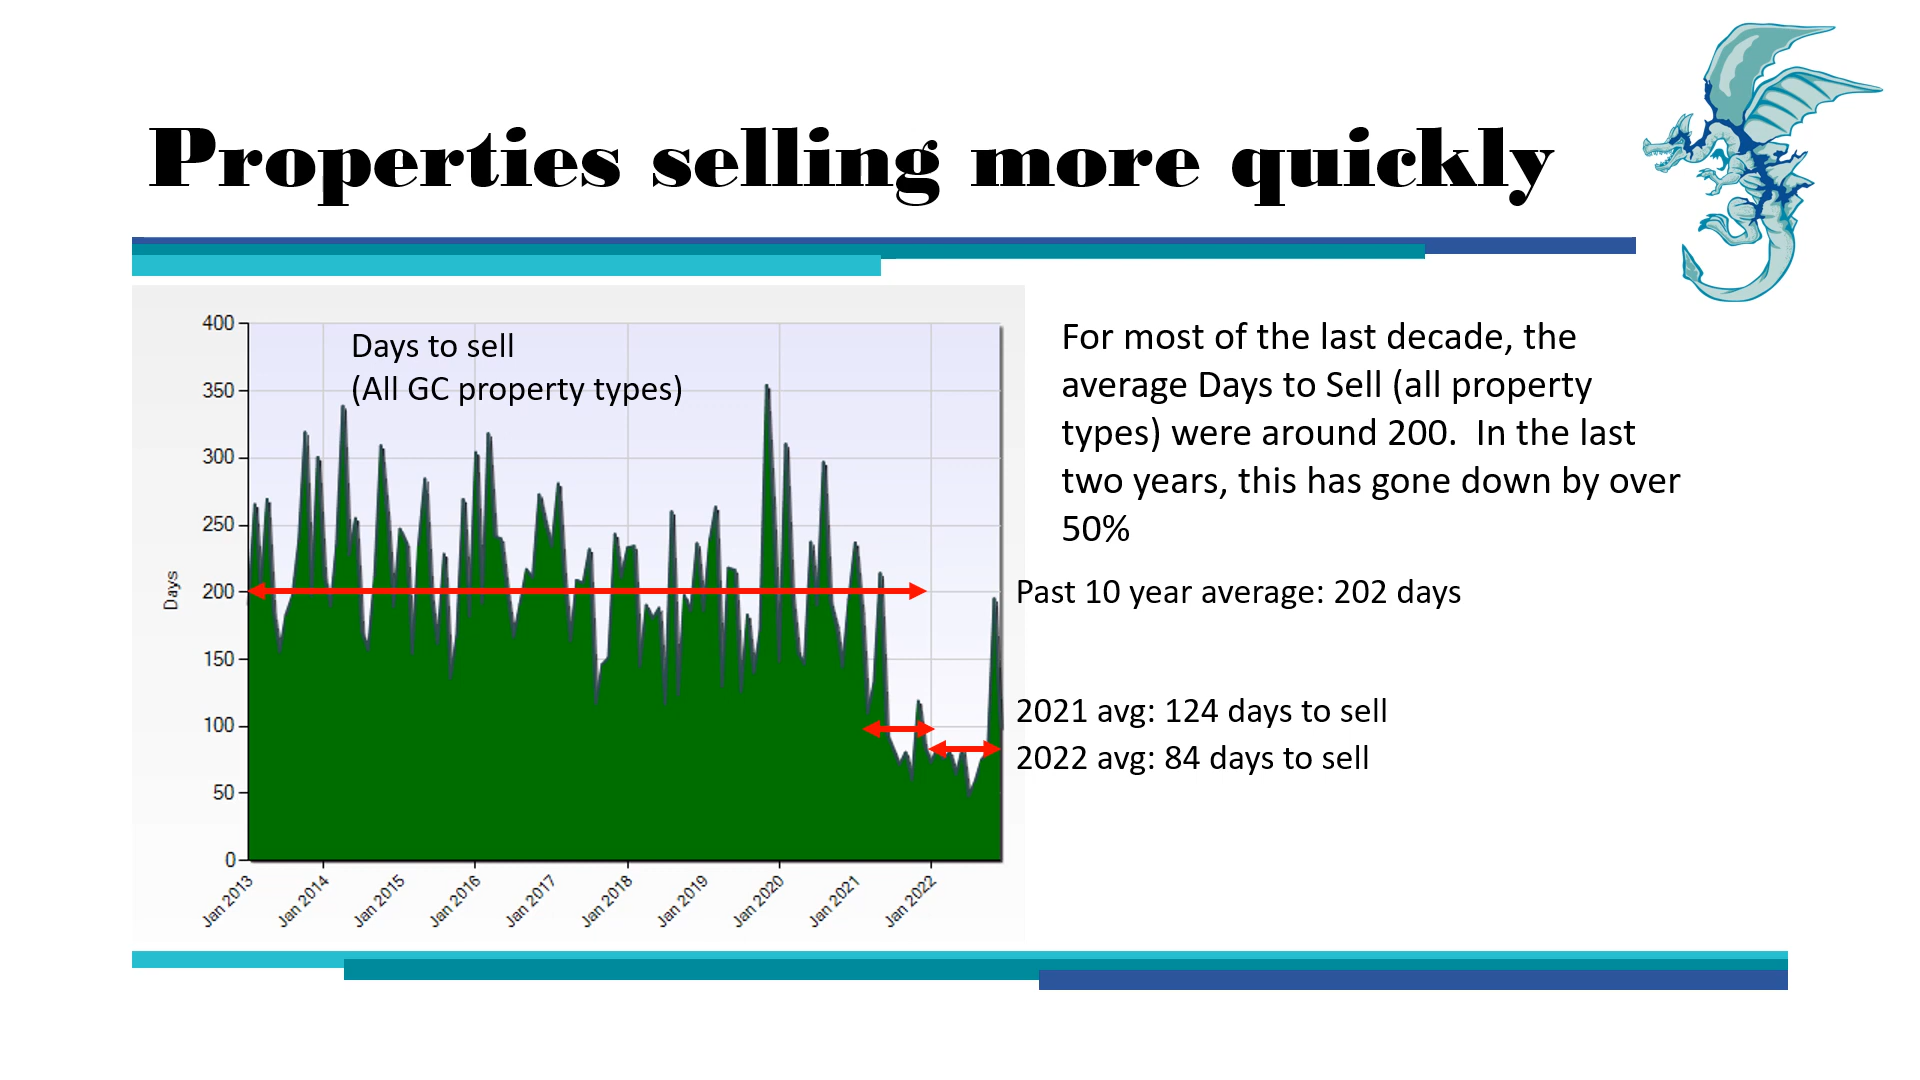 Properties selling more quickly
Days to sell
(All GC property types)
400
350
300
250
200
150
100
50
0
Days
Jan 2013
Jan 2014
Jan 2015
Jan 2016
Jan 2017
Jan 2018
Jan 2019
Jan 2020
Jan 2021
Jan 2022
For most of the last decade, the
average Days to Sell (all property
types) were around 200.  In the last
two years, this has gone down by over
50%
Past 10 year average: 202 days
2021 avg: 124 days to sell
2022 avg: 84 days to sell